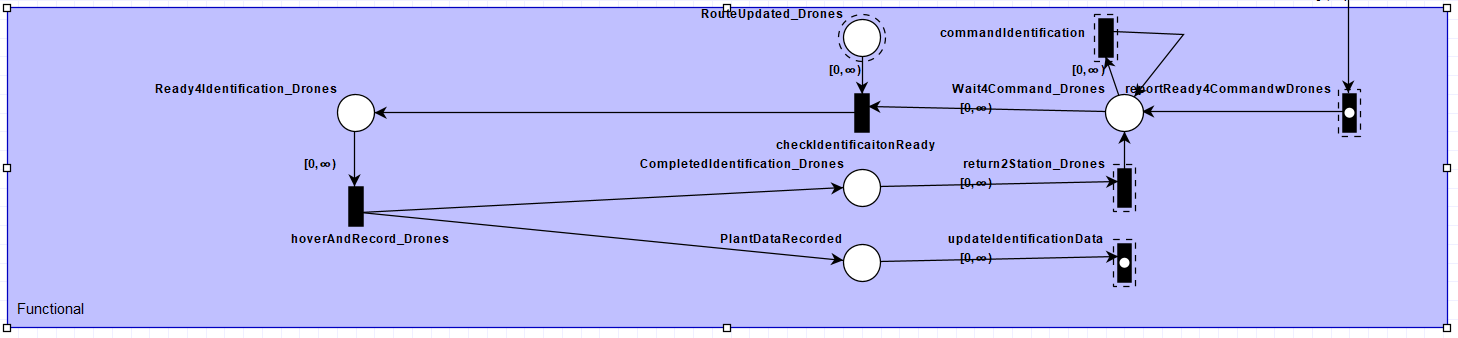 RouteUpdated_Drones
commandIdentification
[0,∞)
[0,∞)
Ready4Identification_Drones
Wait4Command_Drones
reportReady4CommandwDrones
[0,∞)
checkIdentificaitonReady
[0,∞)
CompletedIdentification_Drones
return2Station_Drones
[0,∞)
hoverAndRecord_Drones
PlantDataRecorded
updateIdentificationData
[0,∞)
Functional